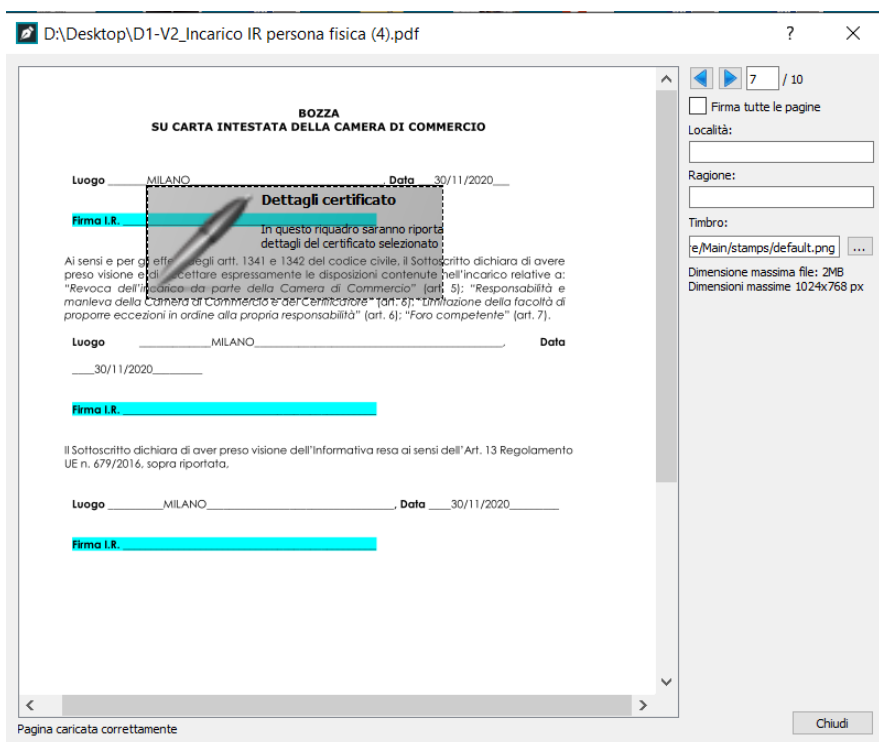 D:\Desktop\D1-V2_Incarico IR persona fisica (4).pdf
?
7 / 10
Firma tutte le pagine
Località:
Ragione:
Timbro:
re/Main/stamps/default.png ...
Dimensione massima file: 2MB
Dimensioni massime 1024x768 px
BOZZA
SU CARTA INTESTATA DELLA CAMERA DI COMMERCIO
Luogo _______MILANO_______, Data ___30/11/2020___
Dettagli certificato
Firma I.R.
In questo riquadro saranno riporta
dettagli del certificato selezionato
Ai sensi e per gli effetti degli artt. 1341 e 1342 del codice civile, il Sottoscritto dichiara di avere
preso visione e di accettare espressamente le disposizioni contenute nell'incarico relative a:
"Revoca dell'incarico da parte della Camera di Commercio" (art. 5); "Responsabilità e
manleva della Camera di Commercio e del Certificatore" (art. 6); "Limitazione della facoltà di
proporre eccezioni in ordine alla propria responsabilità" (art. 6); "Foro competente" (art. 7).
Luogo _____________MILANO_____________, Data
____30/11/2020_________
Firma I.R.
Il Sottoscritto dichiara di aver preso visione dell'Informativa resa ai sensi dell'Art. 13 Regolamento
UE n. 679/2016, sopra riportata,
Luogo __________MILANO__________, Data ____30/11/2020_________
Firma I.R.
Pagina caricata correttamente
Chiudi